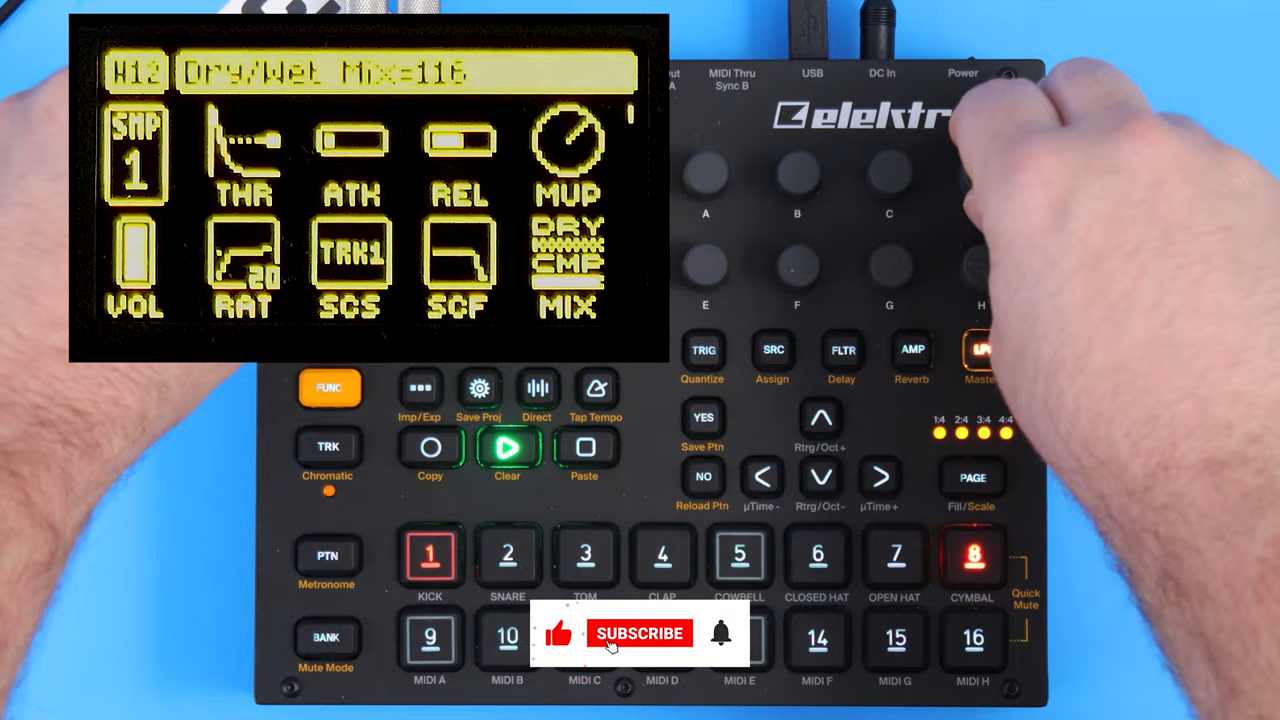 A12 Dry/Wet Mix=116
SMP
1
THR ATK REL MUP
DRY
20 TRK1 CMP
VOL RAT SCS SCF MIX
MIDI Thru
Sync B
USB
DC In
Power
A
elektr
A B C
E F G H
TRIG SRC FLTR AMP
Quantize Assign Delay Reverb Maste
FUNC
Imp/Exp Save Proj Direct Tap Tempo
YES
Save Ptn
Rtrg/Oct+
1:4 2:4 3:4 4:4
TRK
Chromatic
Copy Clear Paste
NO
Reload Ptn µTime- Rtrg/Oct- µTime+
PAGE
Fill/Scale
PTN
Metronome
1 2 3 4 5 6 7 8
KICK SNARE TOM CLAP COWBELL CLOSED HAT OPEN HAT CYMBAL
Quick
Mute
BANK
Mute Mode
9 10 14 15 16
SUBSCRIBE
MIDI A MIDI B MIDI C MIDI D MIDI E MIDI F MIDI G MIDI H